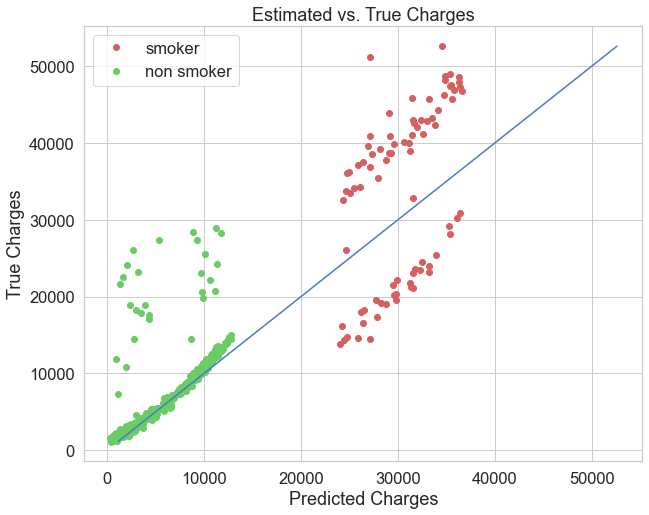 Estimated vs. True Charges
smoker
non smoker
50000
40000
30000
20000
10000
0
True Charges
0 10000 20000 30000 40000 50000
Predicted Charges